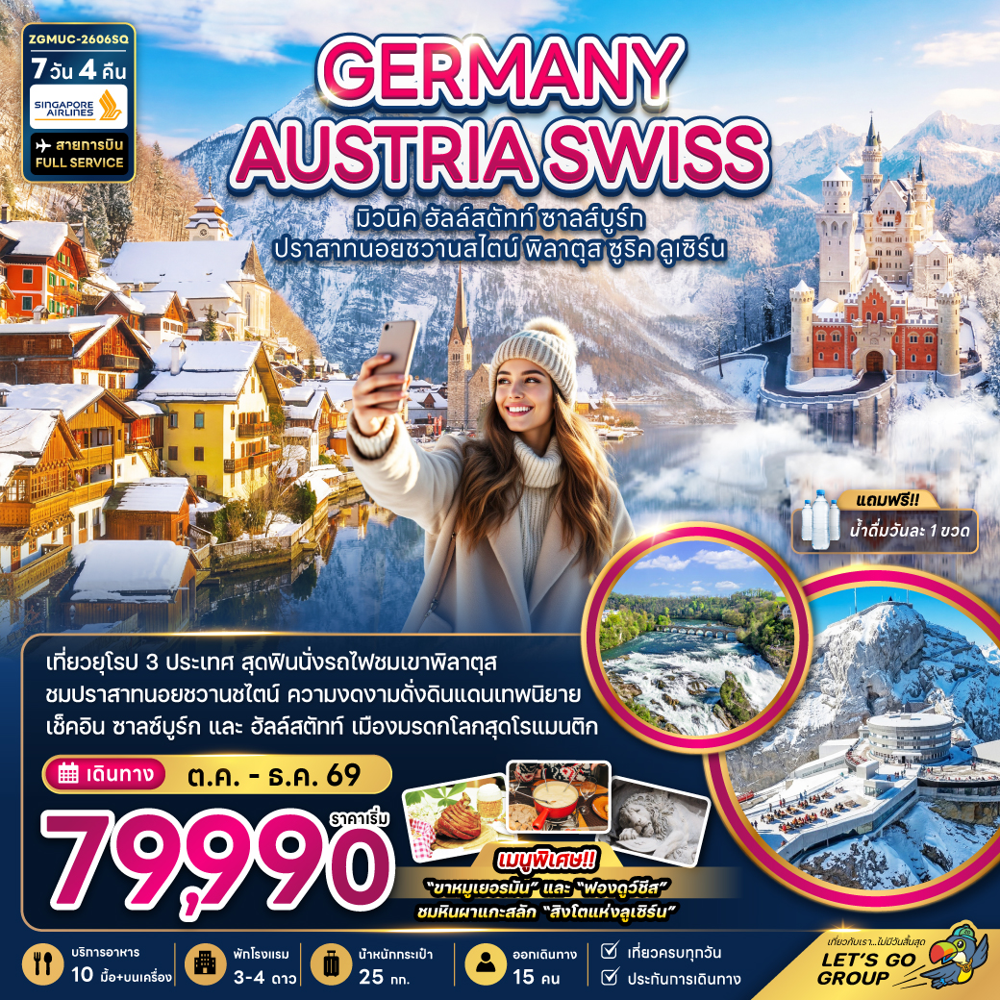 ZGMUC-2606SQ
7 วัน 4 คืน
SINGAPORE
AIRLINES
สายการบิน
FULL SERVICE
GERMANY
AUSTRIA SWISS
มิวนิค ฮัลล์สตัทท์ ซาลส์บูร์ก
ปราสาทนอยชวานสไตน์ พิลาตุส ซูริค ลูเซิร์น
แถมฟรี!!
น้ำดื่มวันละ 1 ขวด
เที่ยวยุโรป 3 ประเทศ สุดฟินนั่งรถไฟชมเขาพิลาตุส
ชมปราสาทนอยชวานชไตน์ ความงดงามดั่งดินแดนเทพนิยาย
เช็คอิน ซาลซ์บูร์ก และ ฮัลล์สตัทท์ เมืองมรดกโลกสุดโรแมนติก
เดินทาง
ต.ค. - ธ.ค. 69
ราคาเริ่ม
79,990
เมนูพิเศษ!!
"ขาหมูเยอรมัน" และ "ฟองดูว์ชีส"
ชมหินผาแกะสลัก "สิงโตแห่งลูเซิร์น"
บริการอาหาร
10 มื้อ+บนเครื่อง
พักโรงแรม
3-4 ดาว
น้ำหนักกระเป๋า
25 กก.
ออกเดินทาง
15 คน
เที่ยวครบทุกวัน
ประกันการเดินทาง
เที่ยวกับเรา...ไม่มีวันสิ้นสุด
LET'S GO
GROUP